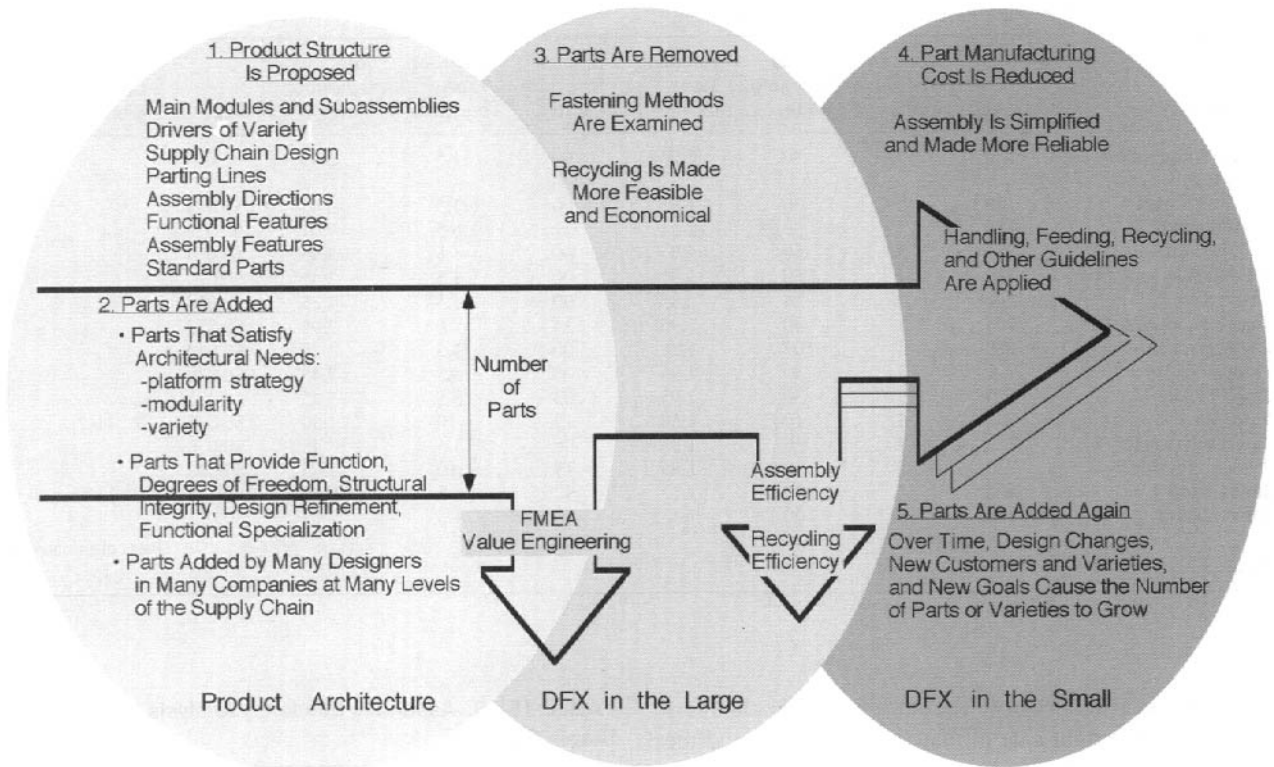 1. Product Structure
Is Proposed
Main Modules and Subassemblies
Drivers of Variety
Supply Chain Design
Parting Lines
Assembly Directions
Functional Features
Assembly Features
Standard Parts
2. Parts Are Added
• Parts That Satisfy
Architectural Needs:
-platform strategy
-modularity
-variety
• Parts That Provide Function,
Degrees of Freedom, Structural
Integrity, Design Refinement,
Functional Specialization
• Parts Added by Many Designers
in Many Companies at Many Levels
of the Supply Chain
Product Architecture
Number
of
Parts
3. Parts Are Removed
Fastening Methods
Are Examined
Recycling Is Made
More Feasible
and Economical
FMEA
Value Engineering
Assembly
Efficiency
Recycling
Efficiency
DFX in the Large
4. Part Manufacturing
Cost Is Reduced
Assembly Is Simplified
and Made More Reliable
Handling, Feeding, Recycling,
and Other Guidelines
Are Applied
5. Parts Are Added Again
Over Time, Design Changes,
New Customers and Varieties,
and New Goals Cause the Number
of Parts or Varieties to Grow
DFX in the Small